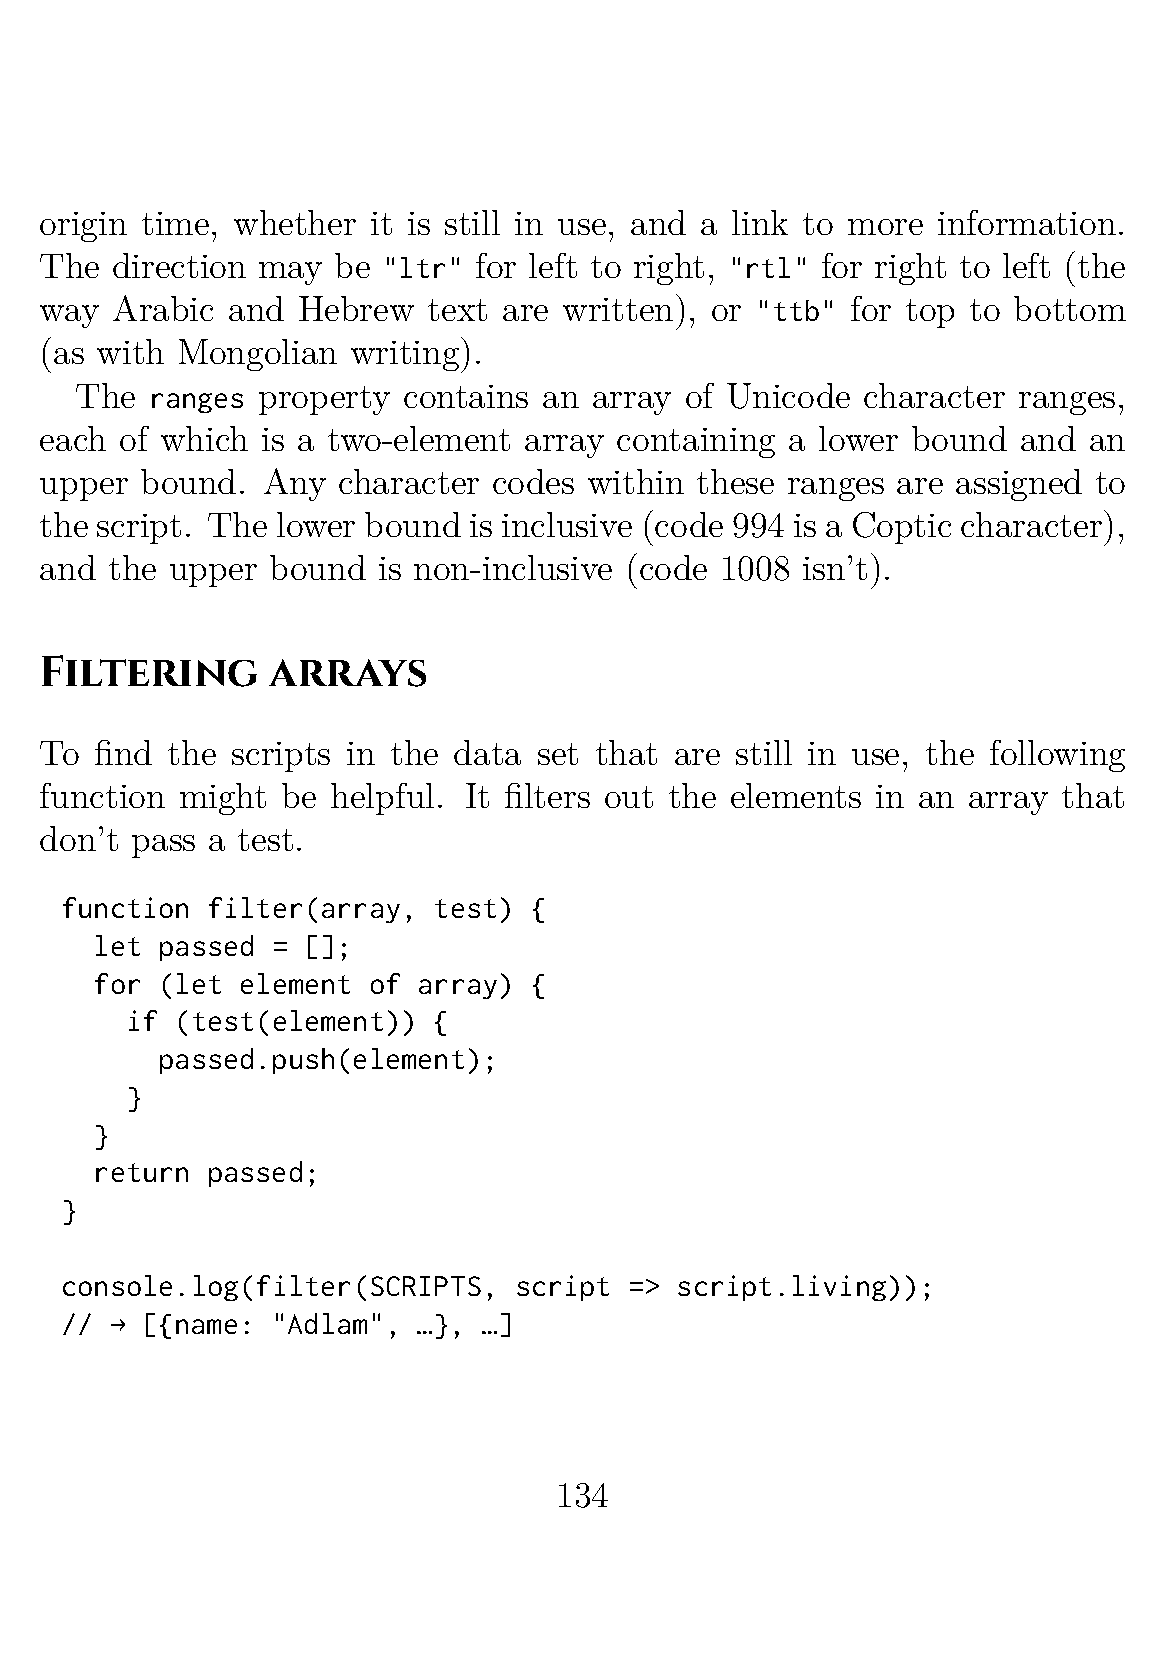 origin time, whether it is still in use, and a link to more information.
The direction may be "ltr" for left to right, "rtl" for right to left (the
way Arabic and Hebrew text are written), or "ttb" for top to bottom
(as with Mongolian writing).
The ranges property contains an array of Unicode character ranges,
each of which is a two-element array containing a lower bound and an
upper bound. Any character codes within these ranges are assigned to
the script. The lower bound is inclusive (code 994 is a Coptic character),
and the upper bound is non-inclusive (code 1008 isn't).
Filtering arrays
To find the scripts in the data set that are still in use, the following
function might be helpful. It filters out the elements in an array that
don't pass a test.
function filter(array, test) {
  let passed = [];
  for (let element of array) {
    if (test(element)) {
      passed.push(element);
    }
  }
  return passed;
}
console.log(filter(SCRIPTS, script => script.living));
// → [{name: "Adlam", …}, …]
134